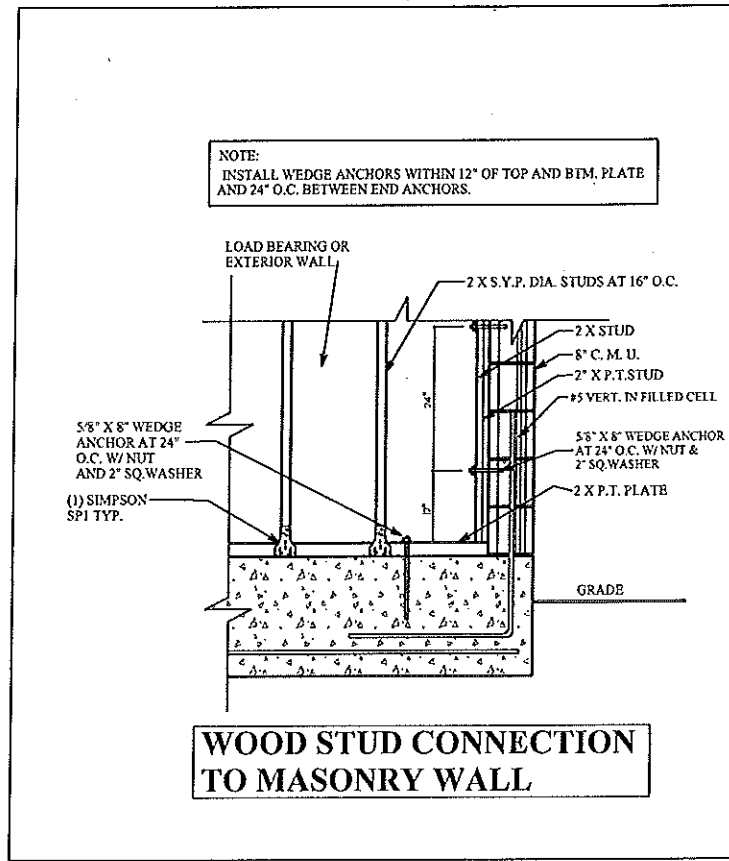 NOTE:
INSTALL WEDGE ANCHORS WITHIN 12" OF TOP AND BTM. PLATE
AND 24" O.C. BETWEEN END ANCHORS.
LOAD BEARING OR
EXTERIOR WALL
2 X S.Y.P. DIA. STUDS AT 16" O.C.
2 X STUD
8" C. M. U.
2" X P.T.STUD
#5 VERT. IN FILLED CELL
24"
5/8" X 8" WEDGE
ANCHOR AT 24"
O.C. W/ NUT
AND 2" SQ.WASHER
5/8" X 8" WEDGE ANCHOR
AT 24" O.C. W/ NUT &
2" SQ.WASHER
2 X P.T. PLATE
12"
(1) SIMPSON
SP1 TYP.
GRADE
WOOD STUD CONNECTION
TO MASONRY WALL